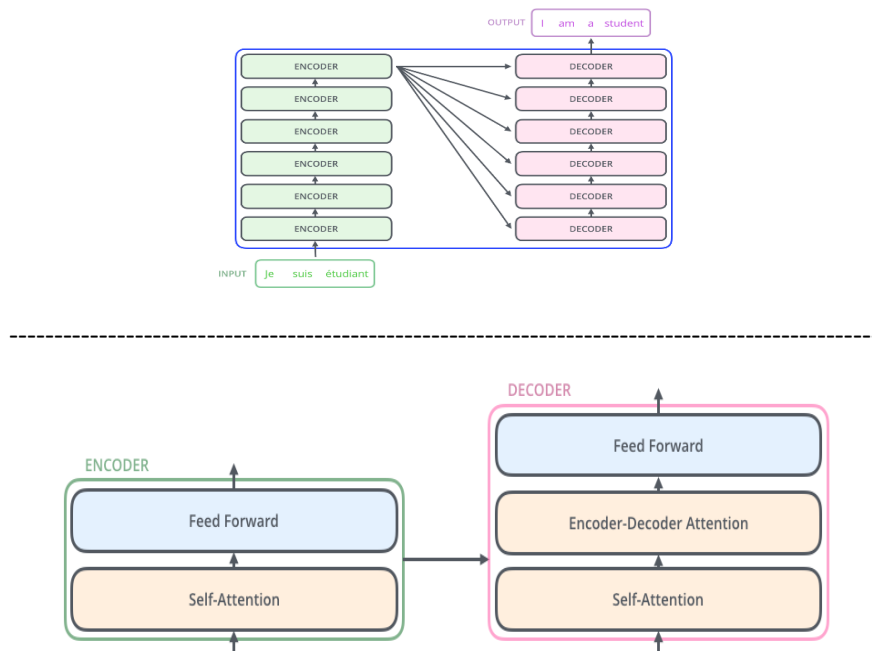 OUTPUT I am a student
ENCODER DECODER
ENCODER DECODER
ENCODER DECODER
ENCODER DECODER
ENCODER DECODER
ENCODER DECODER
INPUT Je suis étudiant
DECODER
Feed Forward
ENCODER
Feed Forward Encoder-Decoder Attention
Self-Attention Self-Attention